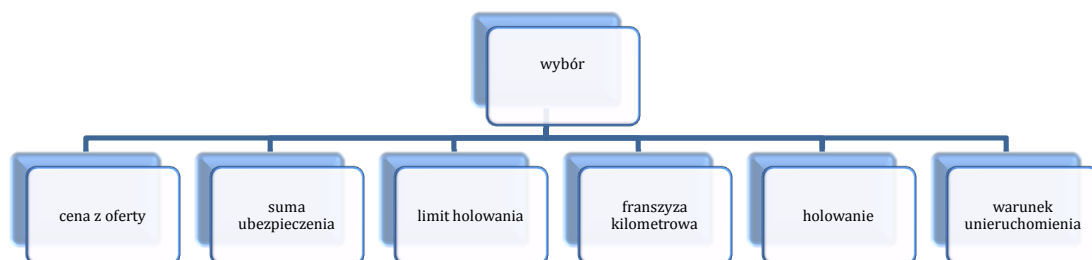 wybór
cena z oferty
suma
ubezpieczenia
limit holowania
franszyza
kilometrowa
holowanie
warunek
unieruchomienia